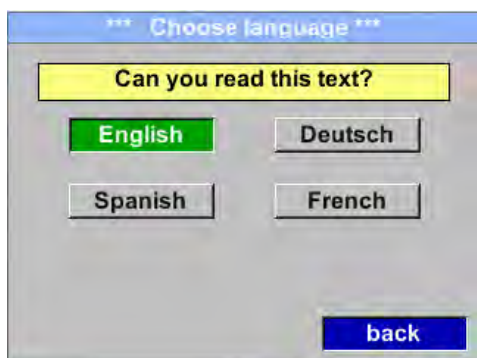 *** Choose language ***
Can you read this text?
English Deutsch
Spanish French
back